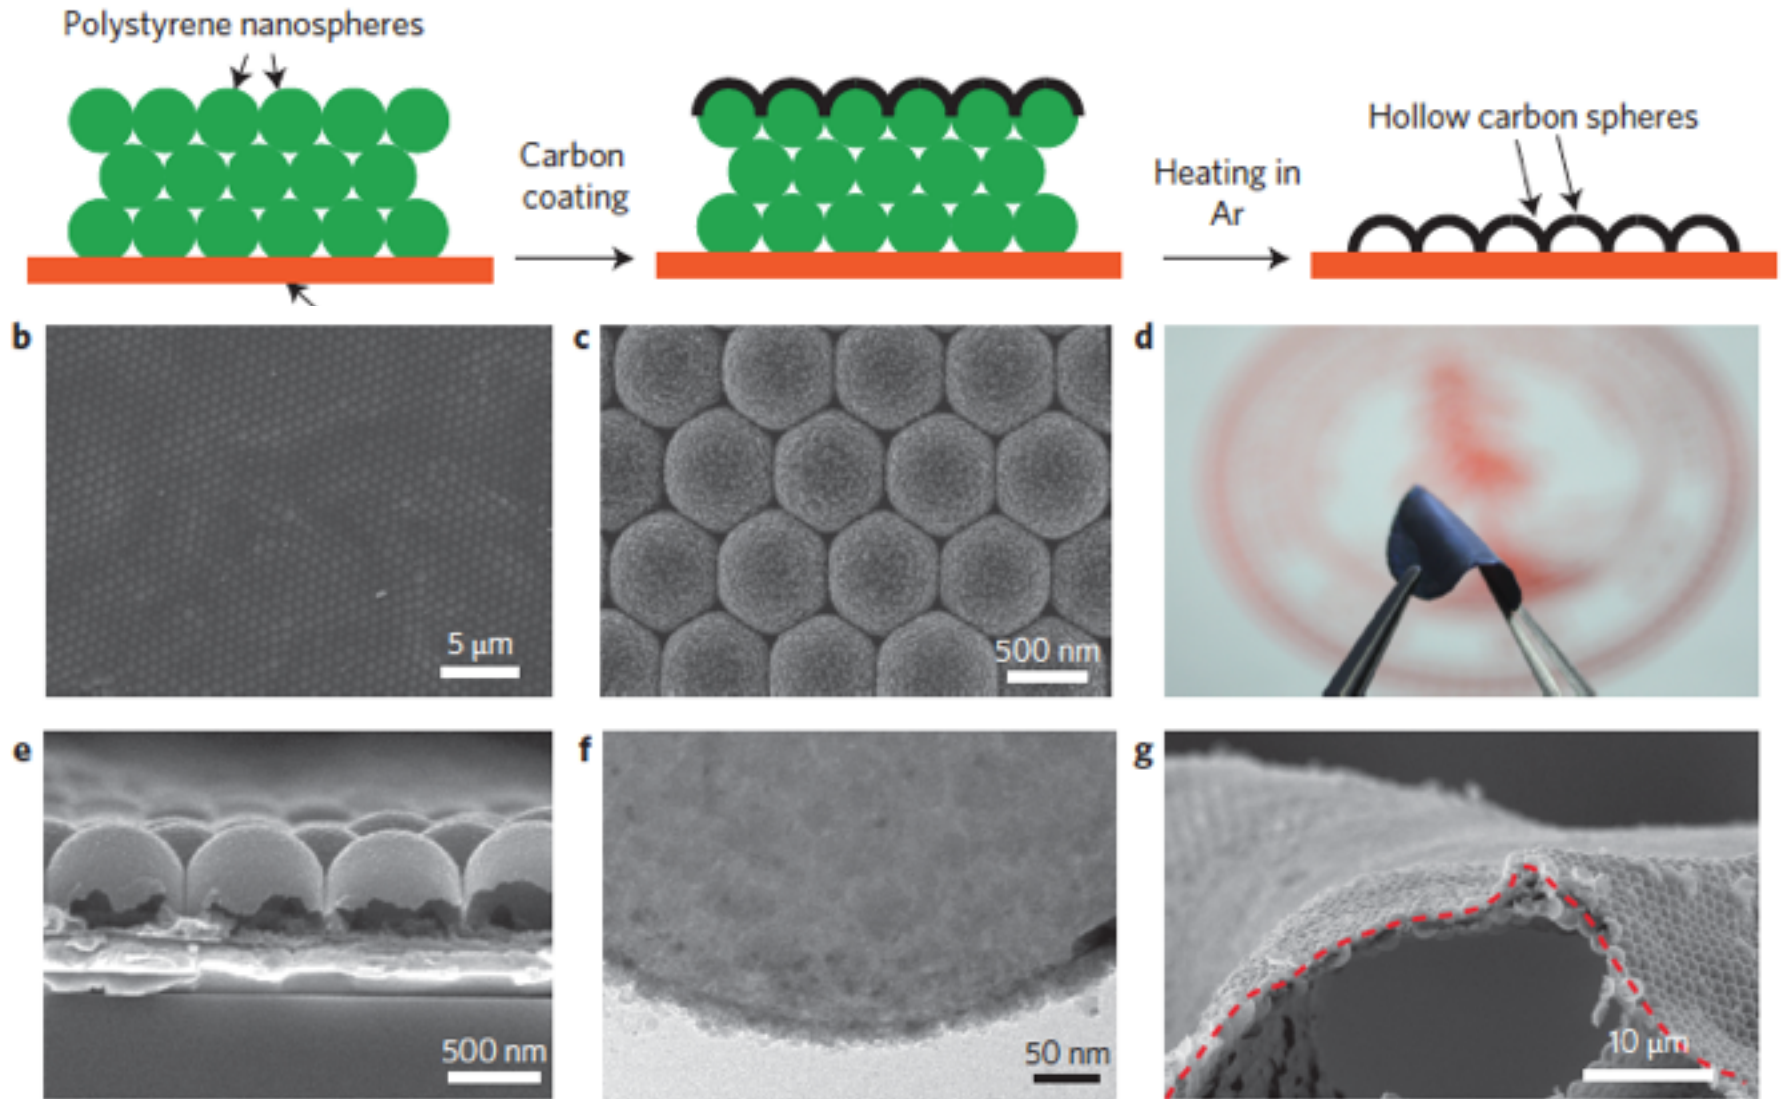 Polystyrene nanospheres
Carbon
coating
Heating in
Ar
Hollow carbon spheres
b
5 μm
c
500 nm
d
e
500 nm
f
50 nm
g
10 μm